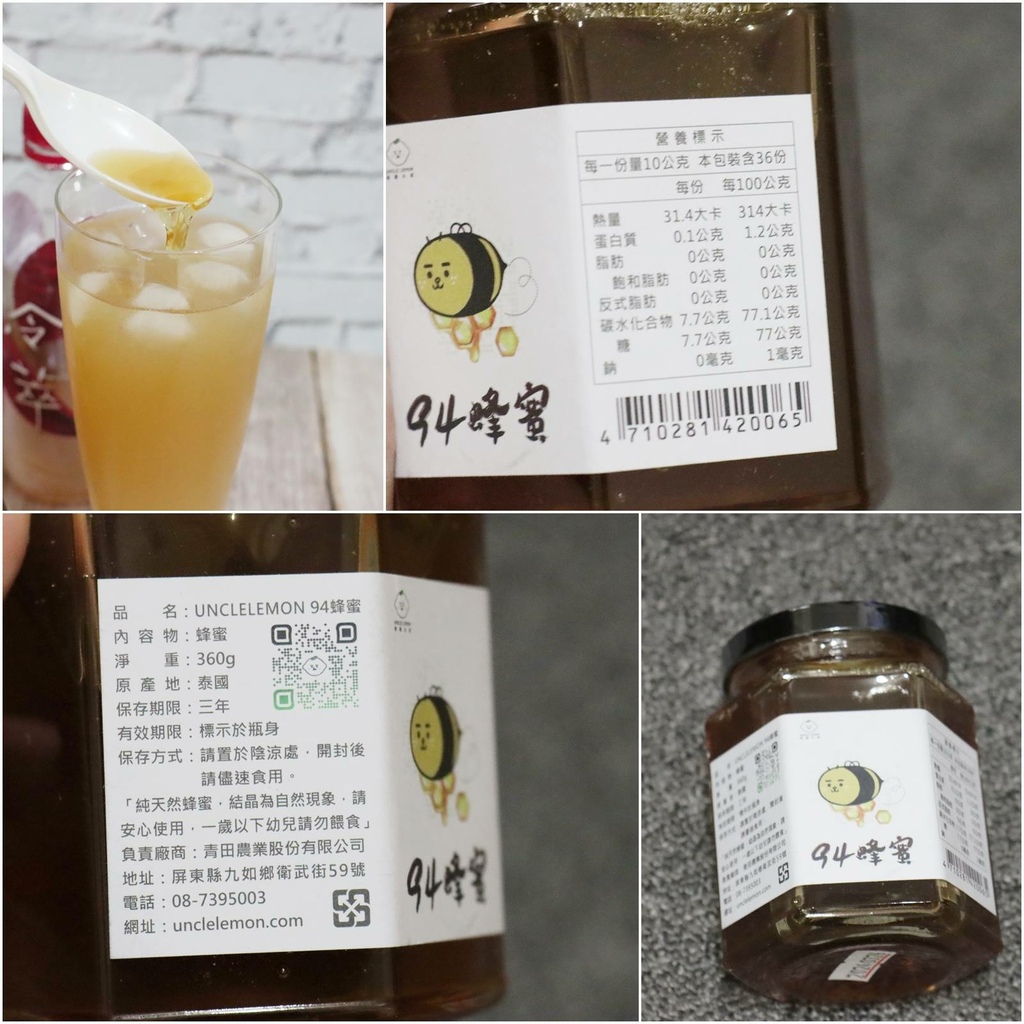 冷
萃
營養標示
每一份量10公克 本包裝含36份
每份 每100公克
熱量 31.4大卡 314大卡
蛋白質 0.1公克 1.2公克
脂肪 0公克 0公克
飽和脂肪 0公克 0公克
反式脂肪 0公克 0公克
碳水化合物 7.7公克 77.1公克
糖 7.7公克 77公克
鈉 0毫克 1毫克
4 710281 420065
94蜂蜜
品名：UNCLELEMON 94蜂蜜
內容物：蜂蜜
淨重：360g
原產地：泰國
保存期限：三年
有效期限：標示於瓶身
保存方式：請置於陰涼處，開封後
請儘速食用。
「純天然蜂蜜，結晶為自然現象，請
安心使用，一歲以下幼兒請勿餵食」
負責廠商：青田農業股份有限公司
地址：屏東縣九如鄉衛武街59號
電話：08-7395003
網址：unclelemon.com
94蜂蜜
94蜂蜜